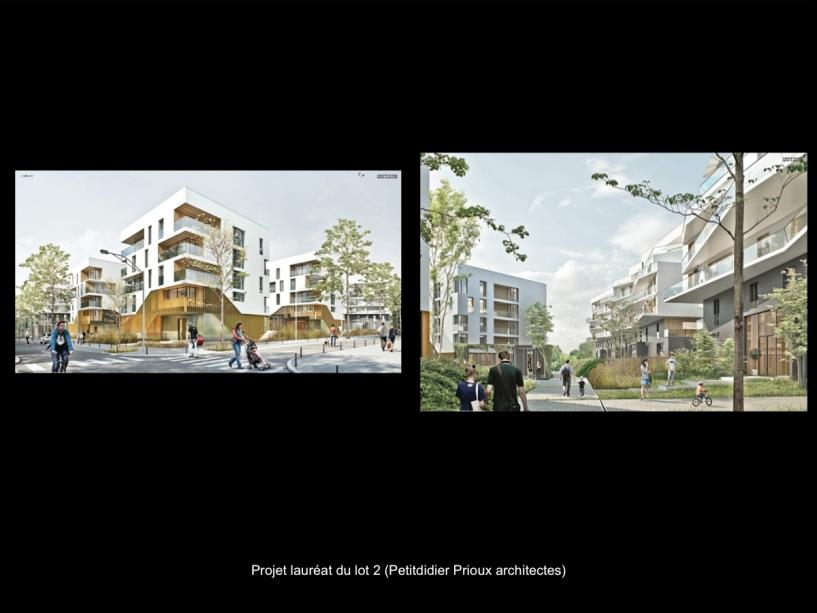 Projet lauréat du lot 2 (Petitdidier Prioux architectes)